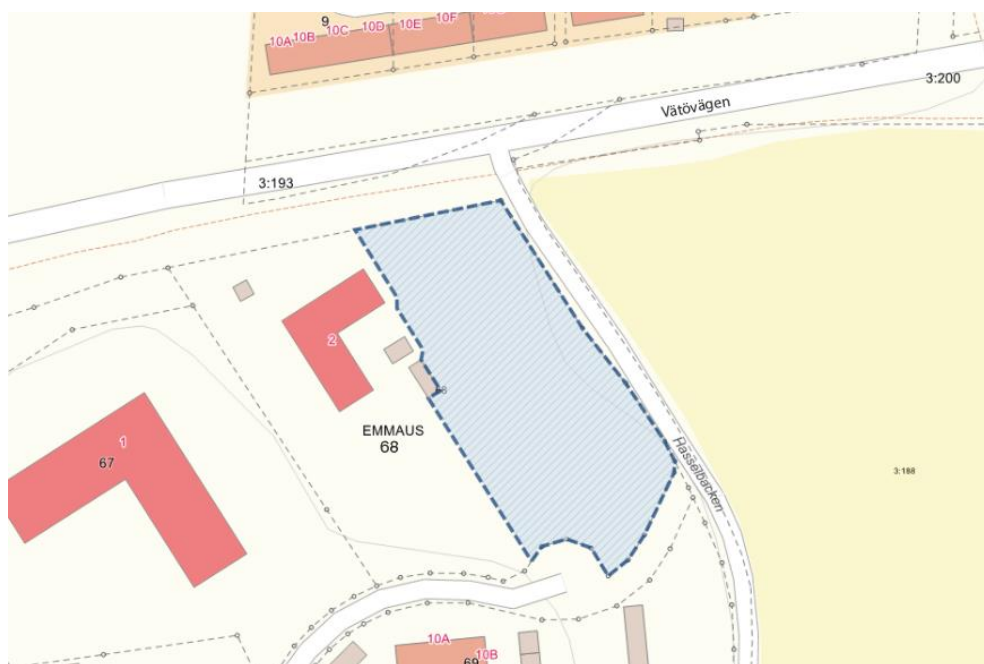 9
10A
10B
10C
10D
10E
10F
3:200
Vätövägen
3:193
2
EMMAUS
68
1
67
Hasselbacken
3:188
10A
10B
69